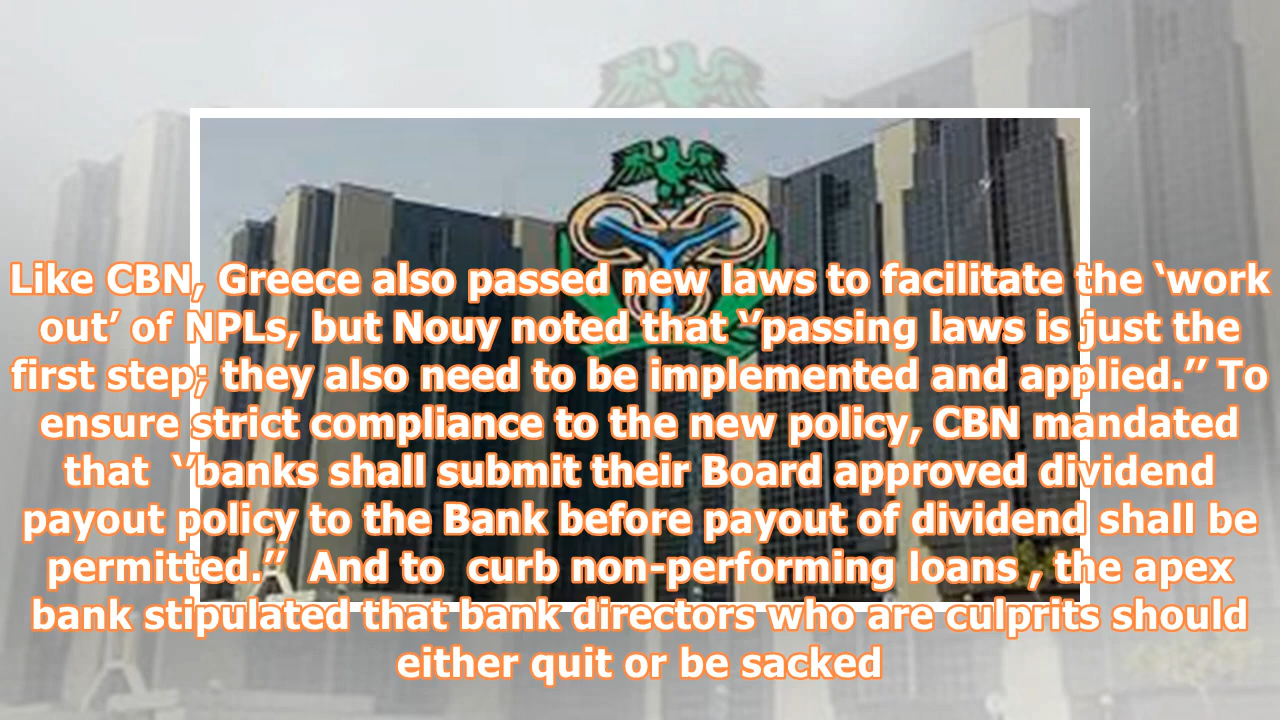 Like CBN, Greece also passed new laws to facilitate the ‘work
out’ of NPLs, but Nouy noted that ‘‘passing laws is just the
first step; they also need to be implemented and applied.’’ To
ensure strict compliance to the new policy, CBN mandated
that  ‘‘banks shall submit their Board approved dividend
payout policy to the Bank before payout of dividend shall be
permitted.’’  And to  curb non-performing loans , the apex
bank stipulated that bank directors who are culprits should
either quit or be sacked